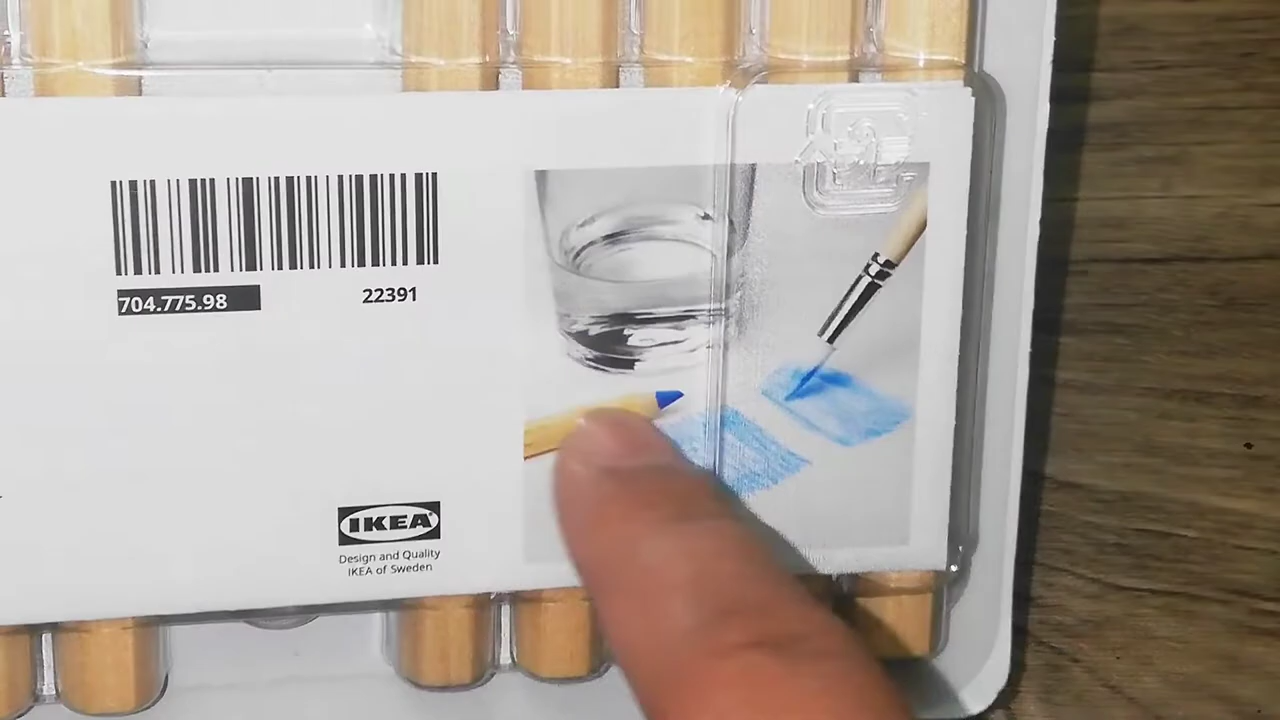 704.775.98
22391
IKEA
Design and Quality
IKEA of Sweden